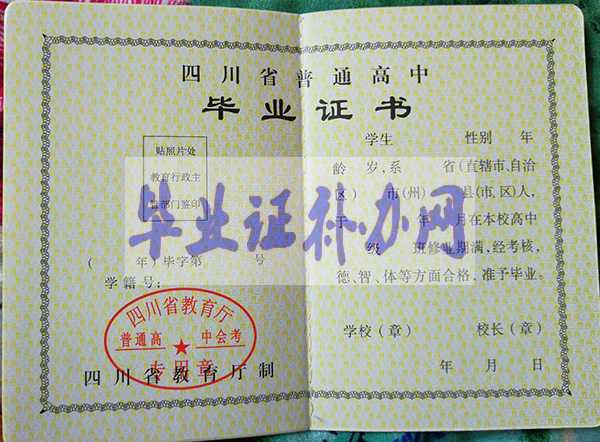 四川省普通高中
毕业证书
贴照片处
教育行政主
管部门签印
(　　年)毕字第　　号
学籍号:
四川省教育厅
普通高
中会考
专用章
四川省教育厅制
学生　　性别　年
龄　岁,系　省(直辖市、自治
区)　市(州)　县(市、区)人,
于　　年　月在本校高中
级　班修业期满,经考核,
德、智、体等方面合格,准予毕业。
学校(章)　　校长(章)
年　月　日
毕业证补办网